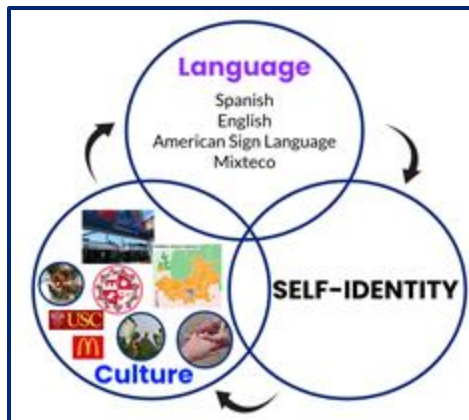 Language
Spanish
English
American Sign Language
Mixteco
SELF-IDENTITY
USC
Culture